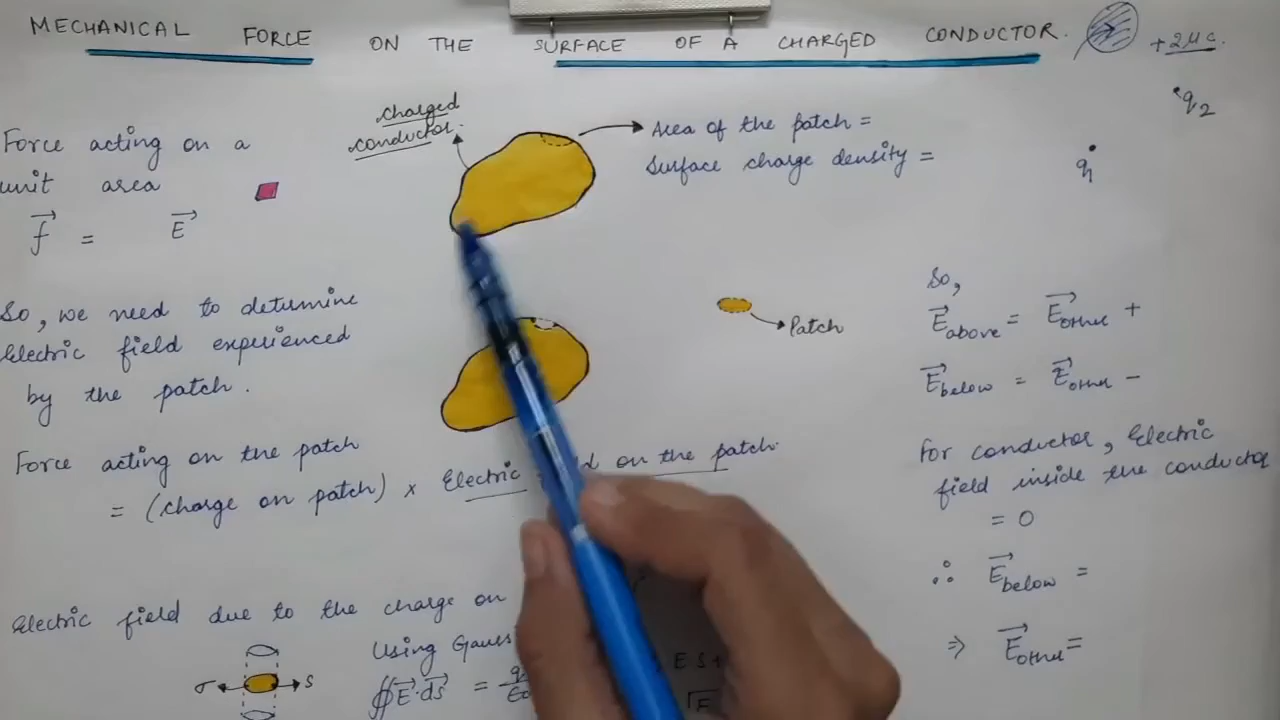 MECHANICAL FORCE ON THE SURFACE OF A CHARGED CONDUCTOR.
+2μc.
q2
q1
charged
conductor.
Area of the patch =
Surface charge density =
Force acting on a
unit area
f = E
So, we need to determine
Electric field experienced
by the patch.
Patch
So,
E above = E other +
E below = E other −
Force acting on the patch
= (charge on patch) × Electric on the patch.
For conductor, Electric
field inside the conductor
= 0
∴ E below =
⇒ E other =
Electric field due to the charge on
Using Gauss
σ S
∯ E·ds = q
E S +